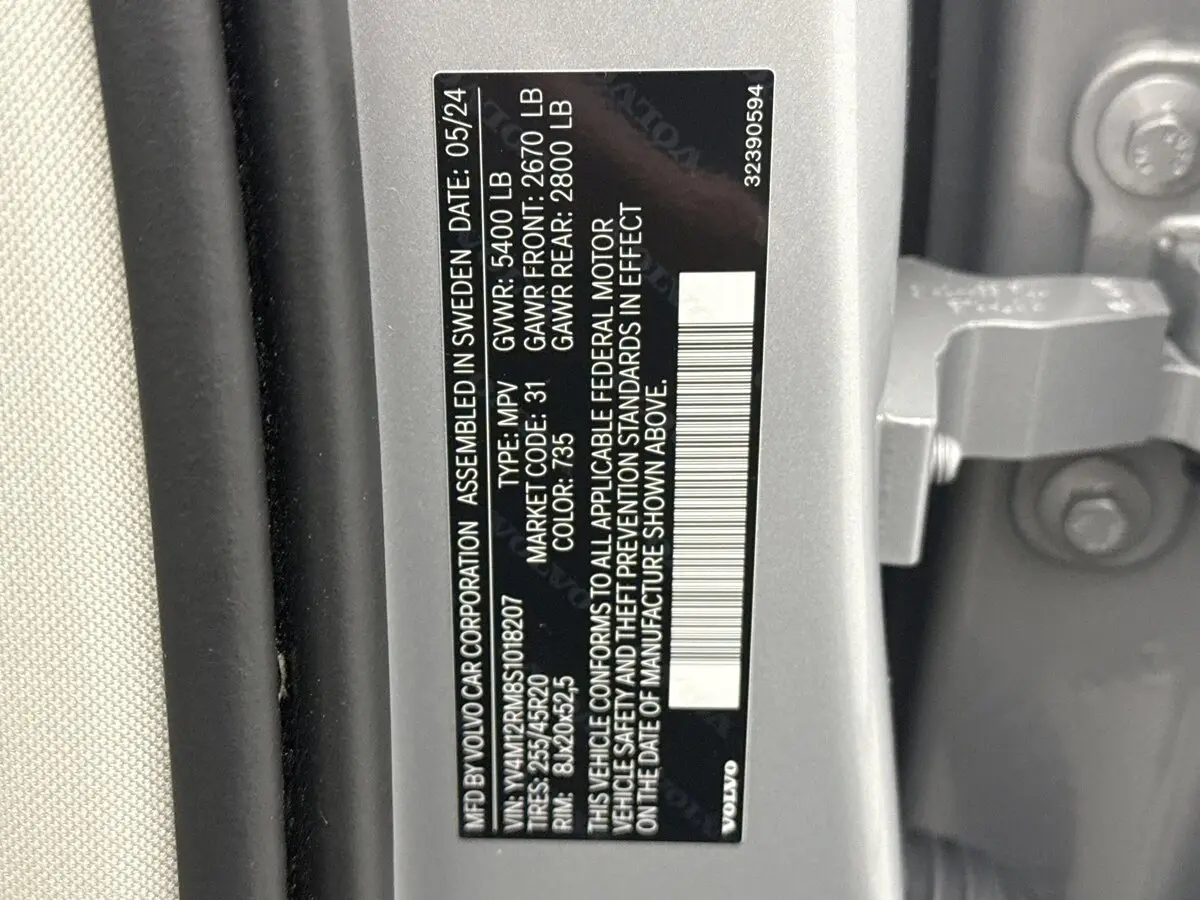 MFD BY VOLVO CAR CORPORATION ASSEMBLED IN SWEDEN DATE: 05/24
VIN: YV4M12RM8S1018207 TYPE: MPV GVWR: 5400 LB
TIRES: 255/45R20 MARKET CODE: 31 GAWR FRONT: 2670 LB
RIM: 8Jx20x52,5 COLOR: 735 GAWR REAR: 2800 LB
THIS VEHICLE CONFORMS TO ALL APPLICABLE FEDERAL MOTOR
VEHICLE SAFETY AND THEFT PREVENTION STANDARDS IN EFFECT
ON THE DATE OF MANUFACTURE SHOWN ABOVE.
VOLVO 32390594